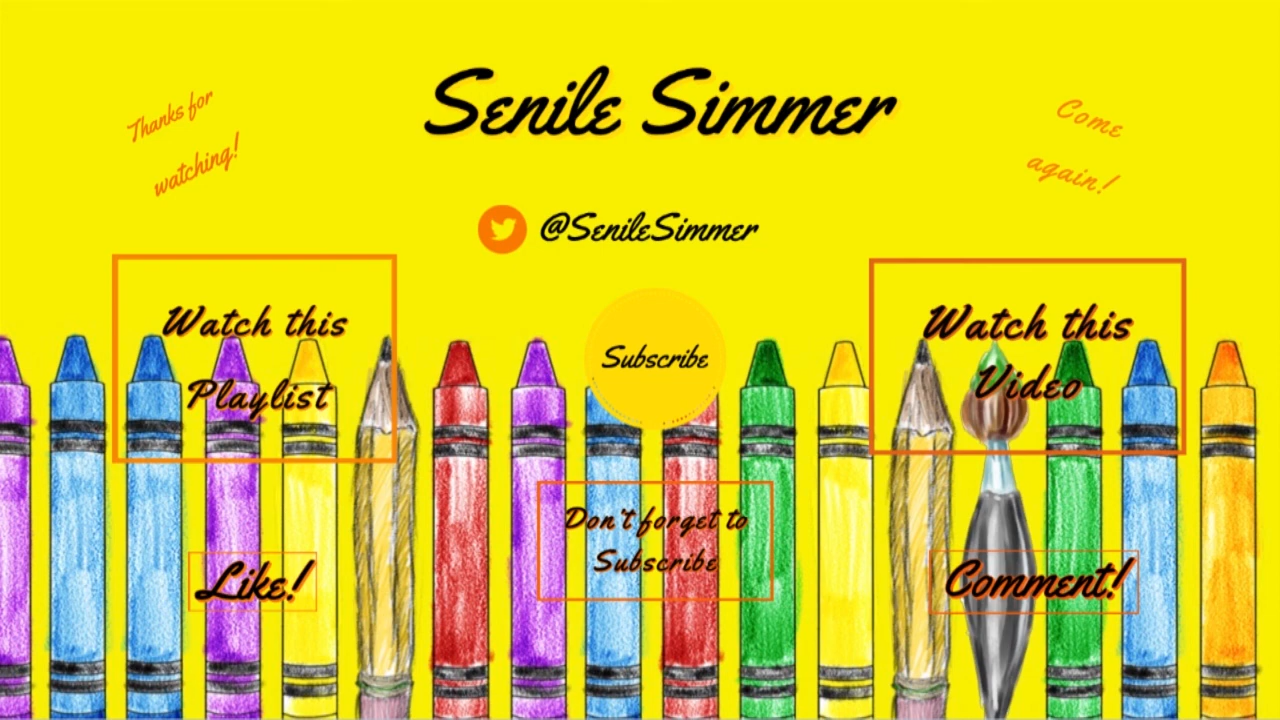 Senile Simmer
Thanks for
watching!
Come
again!
@SenileSimmer
Watch this
Playlist
Subscribe
Watch this
Video
Don't forget to
Subscribe
Like!
Comment!